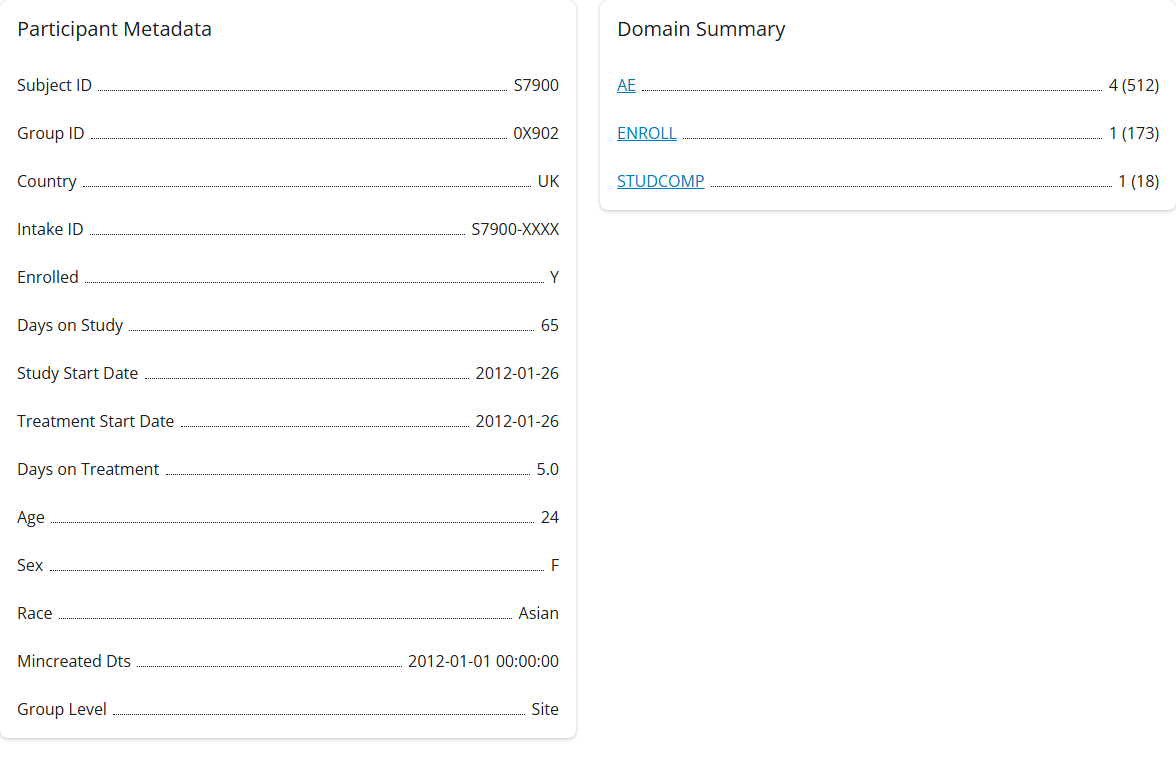 Participant Metadata
Subject ID S7900
Group ID 0X902
Country UK
Intake ID S7900-XXXX
Enrolled Y
Days on Study 65
Study Start Date 2012-01-26
Treatment Start Date 2012-01-26
Days on Treatment 5.0
Age 24
Sex F
Race Asian
Mincreated Dts 2012-01-01 00:00:00
Group Level Site
Domain Summary
AE 4 (512)
ENROLL 1 (173)
STUDCOMP 1 (18)